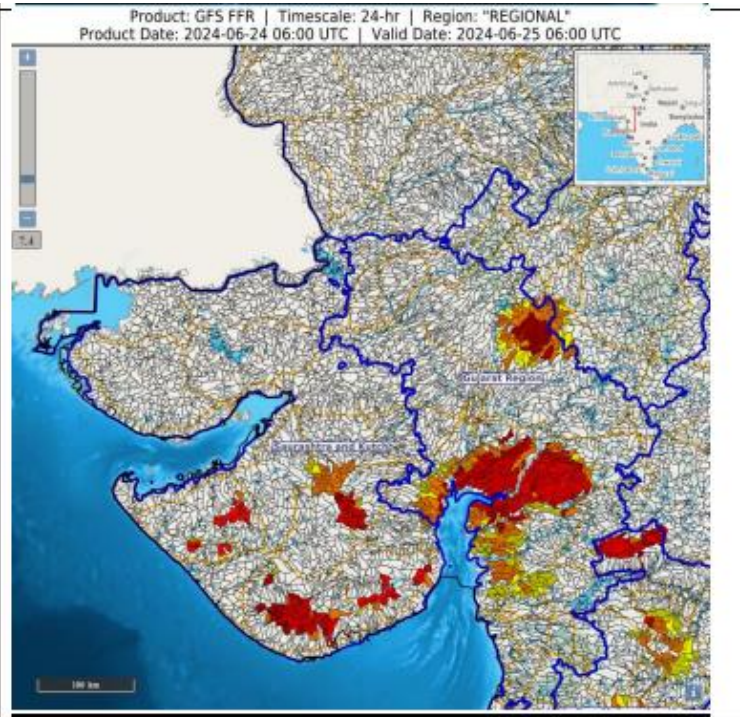 Product: GFS FFR | Timescale: 24-hr | Region: "REGIONAL"
Product Date: 2024-06-24 06:00 UTC | Valid Date: 2024-06-25 06:00 UTC
+
India
−
Gujarat Region
Saurashtra and Kutch
100 km
i